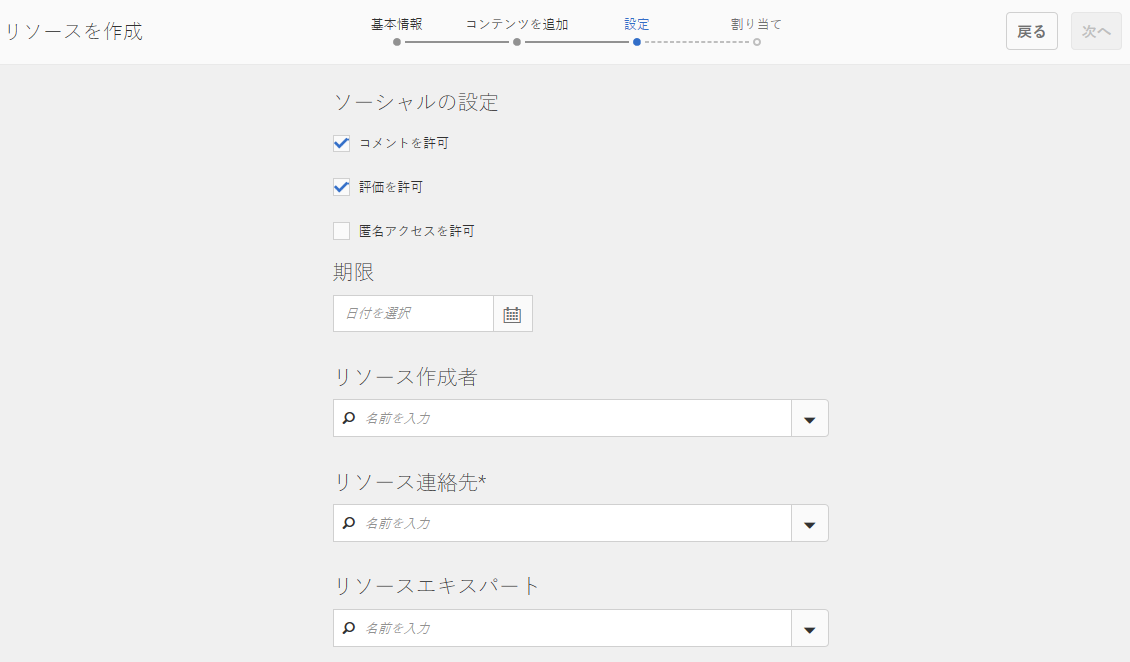 リソースを作成
基本情報 コンテンツを追加 設定 割り当て
戻る 次へ
ソーシャルの設定
コメントを許可
評価を許可
匿名アクセスを許可
期限
日付を選択
リソース作成者
名前を入力
リソース連絡先*
名前を入力
リソースエキスパート
名前を入力